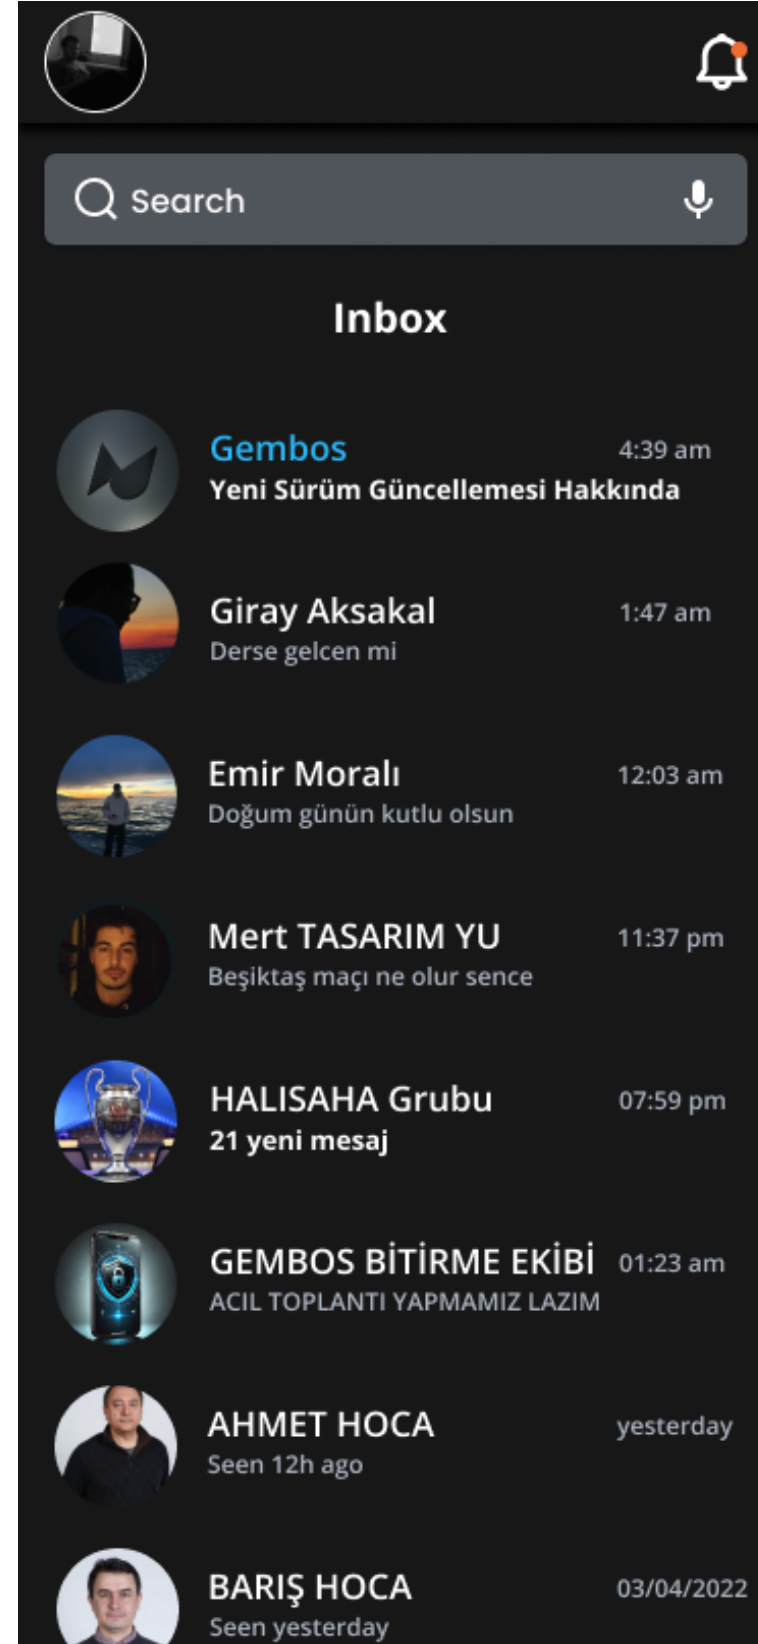 Search
Inbox
Gembos 4:39 am
Yeni Sürüm Güncellemesi Hakkında
Giray Aksakal 1:47 am
Derse gelcen mi
Emir Moralı 12:03 am
Doğum günün kutlu olsun
Mert TASARIM YU 11:37 pm
Beşiktaş maçı ne olur sence
HALISAHA Grubu 07:59 pm
21 yeni mesaj
GEMBOS BİTİRME EKİBİ 01:23 am
ACIL TOPLANTI YAPMAMIZ LAZIM
AHMET HOCA yesterday
Seen 12h ago
BARIŞ HOCA 03/04/2022
Seen yesterday